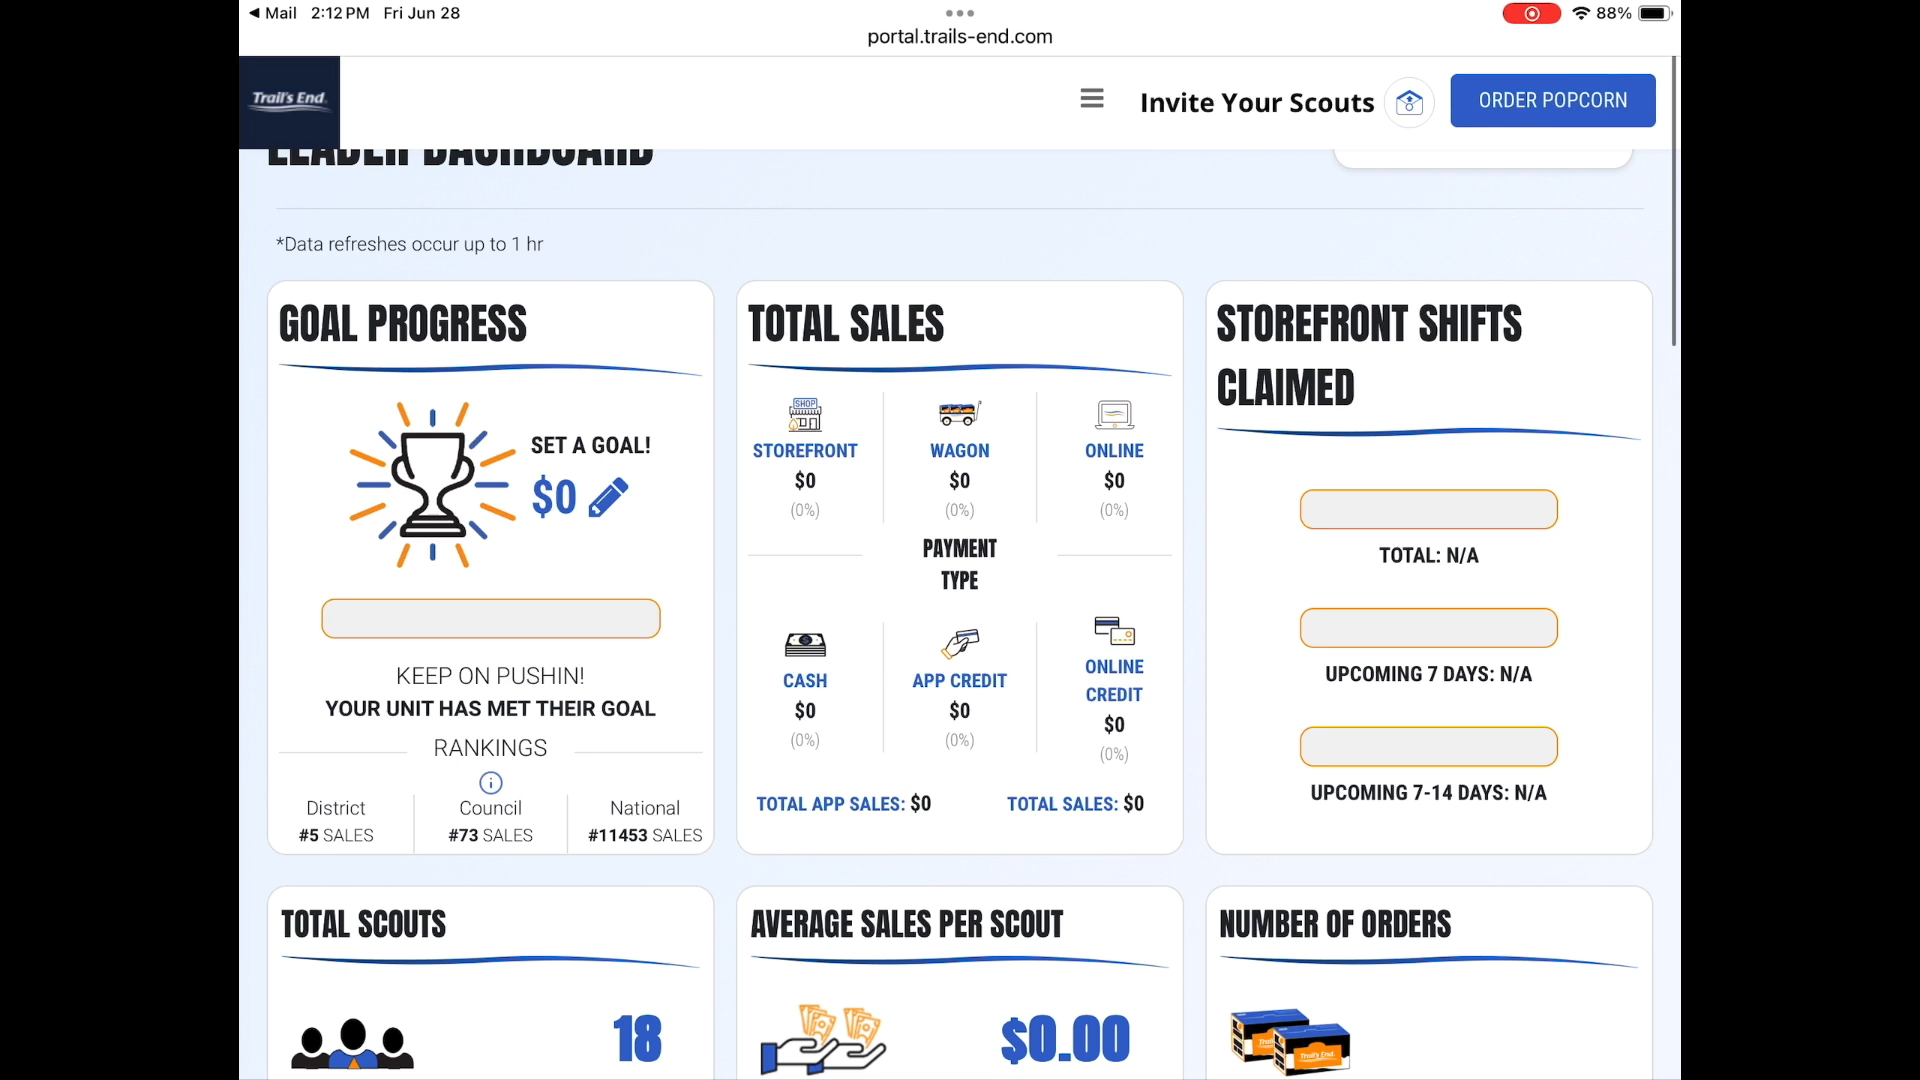 Mail 2:12 PM Fri Jun 28
88%
portal.trails-end.com
Trail's End
Invite Your Scouts
ORDER POPCORN
LEADER DASHBOARD
*Data refreshes occur up to 1 hr
GOAL PROGRESS
SET A GOAL!
$0
KEEP ON PUSHIN!
YOUR UNIT HAS MET THEIR GOAL
RANKINGS
District
#5 SALES
Council
#73 SALES
National
#11453 SALES
TOTAL SALES
SHOP
STOREFRONT
$0
(0%)
WAGON
$0
(0%)
ONLINE
$0
(0%)
PAYMENT
TYPE
CASH
$0
(0%)
APP CREDIT
$0
(0%)
ONLINE
CREDIT
$0
(0%)
TOTAL APP SALES: $0
TOTAL SALES: $0
STOREFRONT SHIFTS
CLAIMED
TOTAL: N/A
UPCOMING 7 DAYS: N/A
UPCOMING 7-14 DAYS: N/A
TOTAL SCOUTS
18
AVERAGE SALES PER SCOUT
$0.00
NUMBER OF ORDERS
Trail's End